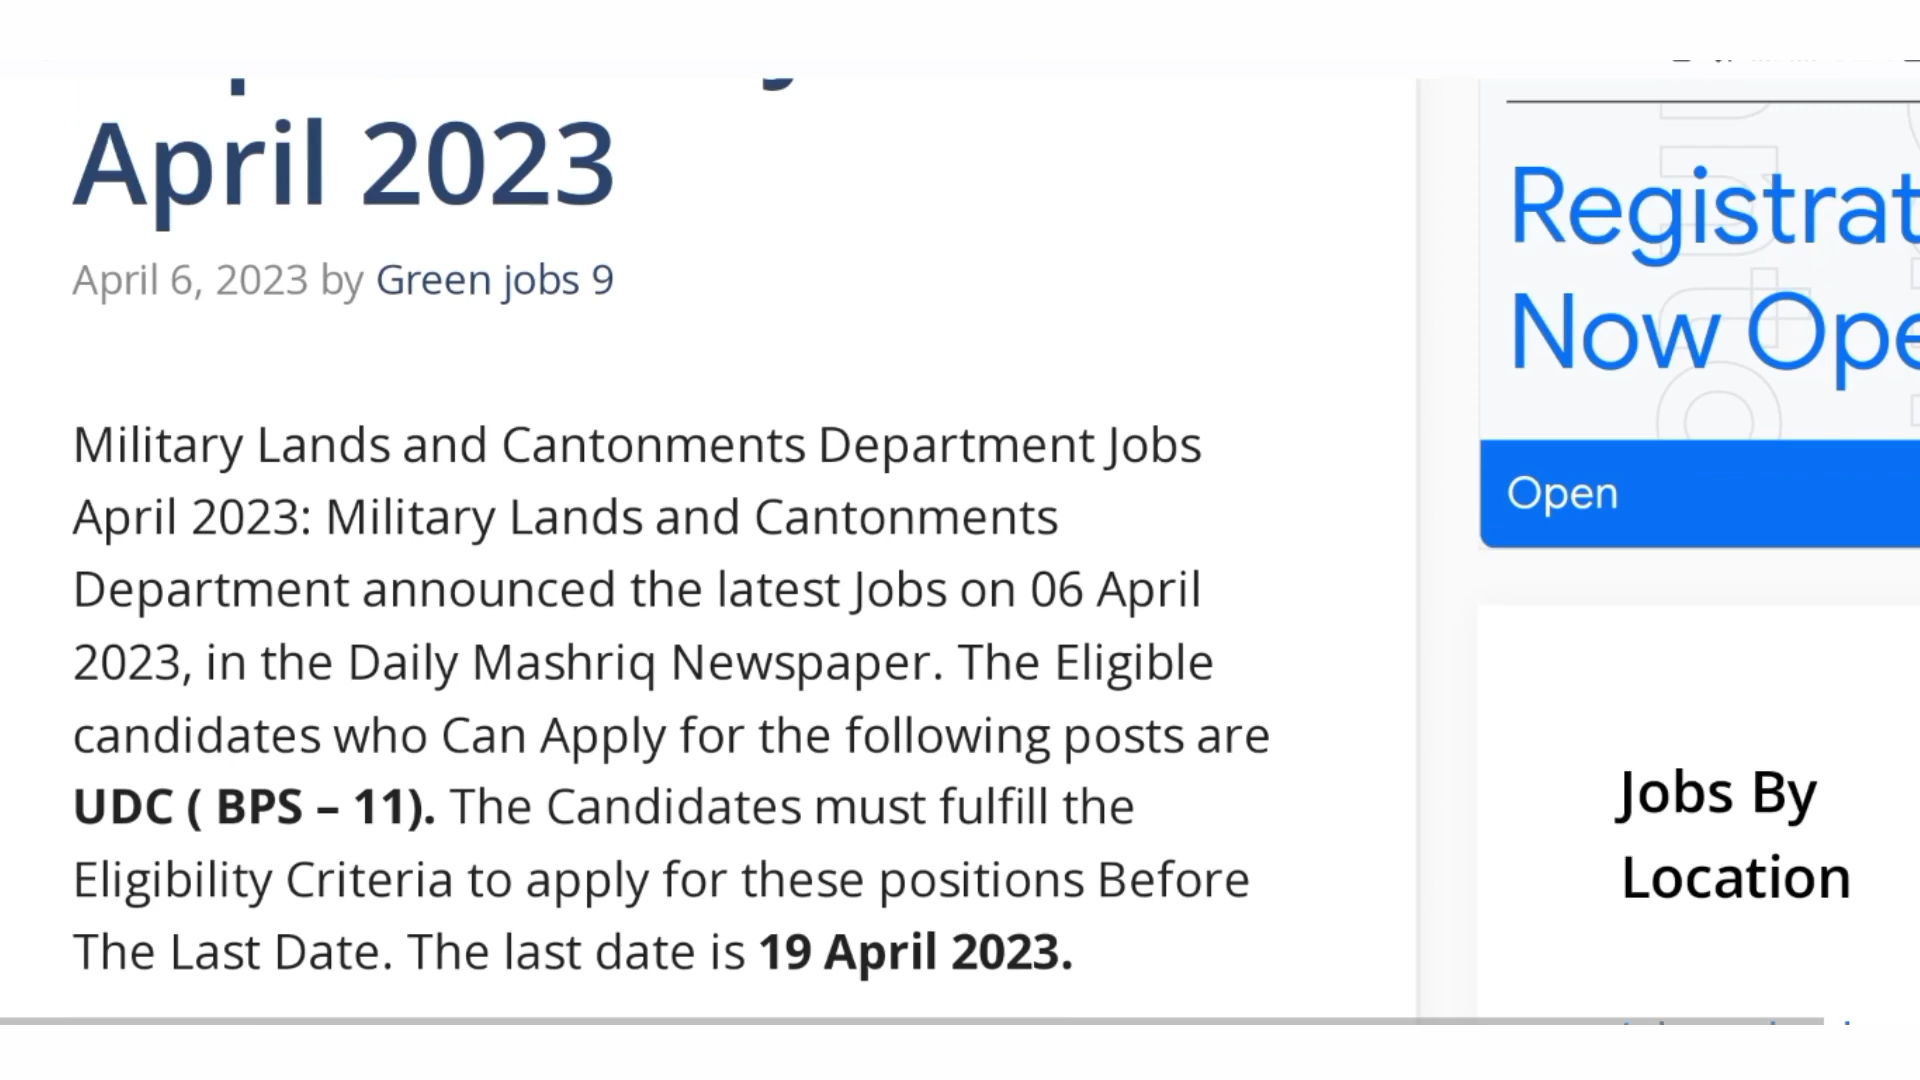 April 2023
April 6, 2023 by Green jobs 9
Military Lands and Cantonments Department Jobs
April 2023: Military Lands and Cantonments
Department announced the latest Jobs on 06 April
2023, in the Daily Mashriq Newspaper. The Eligible
candidates who Can Apply for the following posts are
UDC ( BPS – 11). The Candidates must fulfill the
Eligibility Criteria to apply for these positions Before
The Last Date. The last date is 19 April 2023.
Registrat
Now Ope
Open
Jobs By
Location